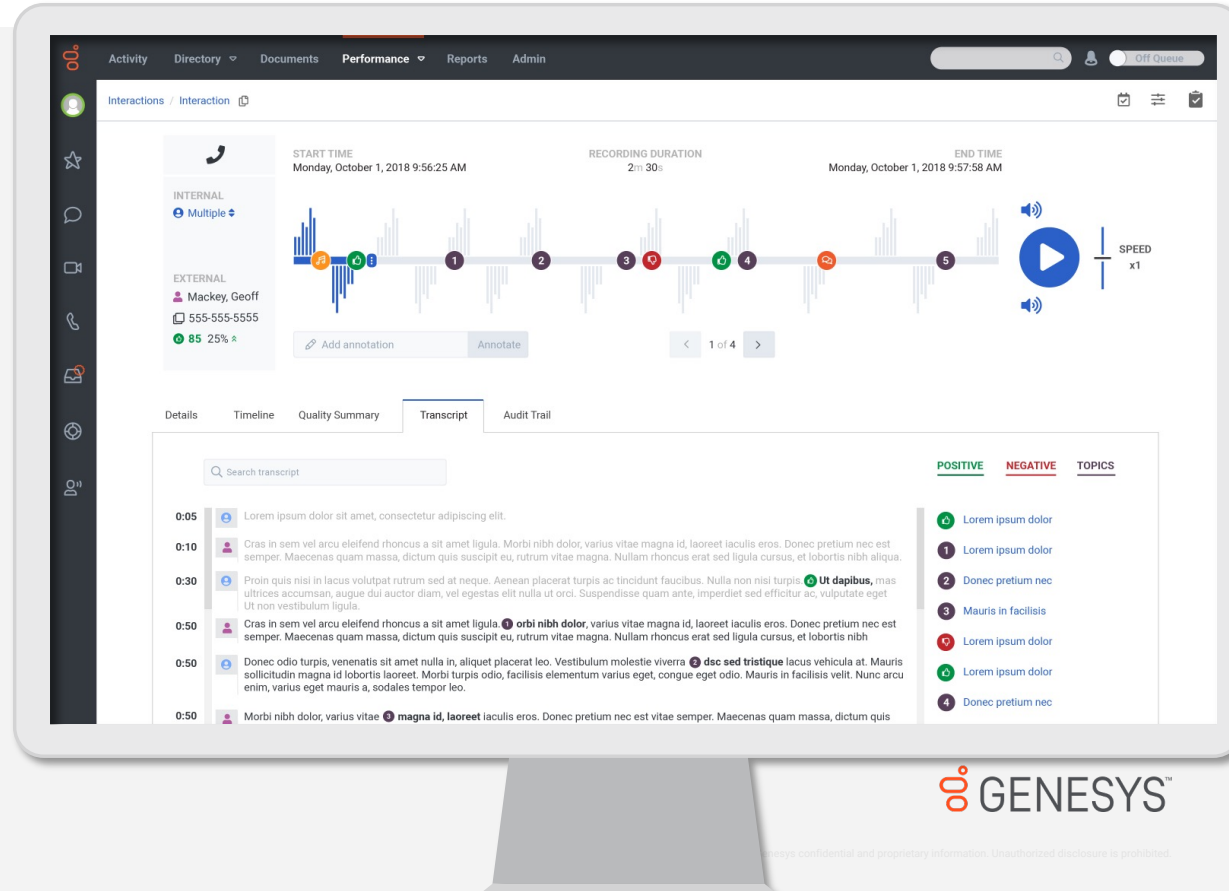 Activity Directory Documents Performance Reports Admin
Off Queue
Interactions / Interaction
START TIME RECORDING DURATION END TIME
Monday, October 1, 2018 9:56:25 AM 2m 30s Monday, October 1, 2018 9:57:58 AM
INTERNAL
Multiple
SPEED
x1
1 2 3 4 5
EXTERNAL
Mackey, Geoff
555-555-5555
85 25%
Add annotation Annotate 1 of 4
Details Timeline Quality Summary Transcript Audit Trail
Search transcript
POSITIVE NEGATIVE TOPICS
0:05 Lorem ipsum dolor sit amet, consectetur adipiscing elit.
0:10 Cras in sem vel arcu eleifend rhoncus a sit amet ligula. Morbi nibh dolor, varius vitae magna id, laoreet iaculis eros. Donec pretium nec est
semper. Maecenas quam massa, dictum quis suscipit eu, rutrum vitae magna. Nullam rhoncus erat sed ligula cursus, et lobortis nibh aliqua.
0:30 Proin quis nisi in lacus volutpat rutrum sed at neque. Aenean placerat turpis ac tincidunt faucibus. Nulla non nisi turpis. Ut dapibus, mas
ultrices accumsan, augue dui auctor diam, vel egestas elit nulla ut orci. Suspendisse quam ante, imperdiet sed efficitur ac, vulputate eget
Ut non vestibulum ligula.
0:50 Cras in sem vel arcu eleifend rhoncus a sit amet ligula. 1 orbi nibh dolor, varius vitae magna id, laoreet iaculis eros. Donec pretium nec est
semper. Maecenas quam massa, dictum quis suscipit eu, rutrum vitae magna. Nullam rhoncus erat sed ligula cursus, et lobortis nibh
0:50 Donec odio turpis, venenatis sit amet nulla in, aliquet placerat leo. Vestibulum molestie viverra 2 dsc sed tristique lacus vehicula at. Mauris
sollicitudin magna id lobortis laoreet. Morbi turpis odio, facilisis elementum varius eget, congue eget odio. Mauris in facilisis velit. Nunc arcu
enim, varius eget mauris a, sodales tempor leo.
0:50 Morbi nibh dolor, varius vitae 3 magna id, laoreet iaculis eros. Donec pretium nec est vitae semper. Maecenas quam massa, dictum quis
Lorem ipsum dolor
1 Lorem ipsum dolor
2 Donec pretium nec
3 Mauris in facilisis
Lorem ipsum dolor
Lorem ipsum dolor
4 Donec pretium nec
GENESYS™
confidential and proprietary information. Unauthorized disclosure is prohibited.